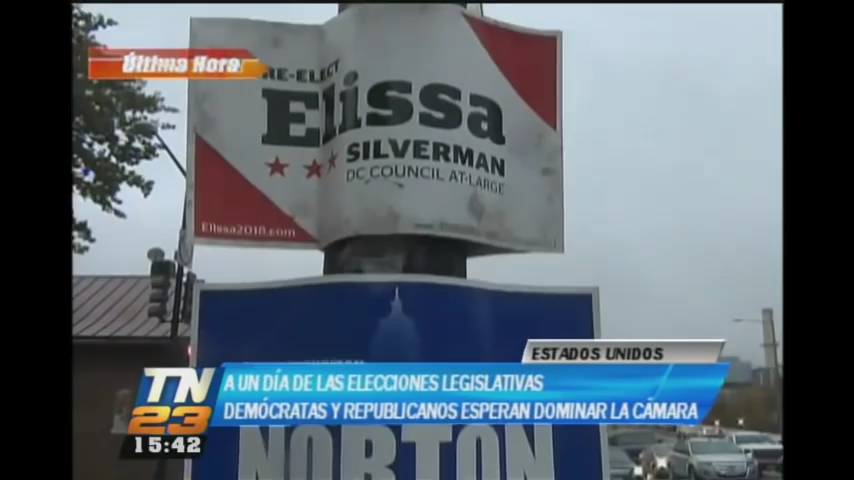 Última Hora
RE-ELECT
Elissa
SILVERMAN
DC COUNCIL AT-LARGE
Elissa2018.com
ESTADOS UNIDOS
A UN DÍA DE LAS ELECCIONES LEGISLATIVAS
DEMÓCRATAS Y REPUBLICANOS ESPERAN DOMINAR LA CÁMARA
TN
23
15:42
NORTON